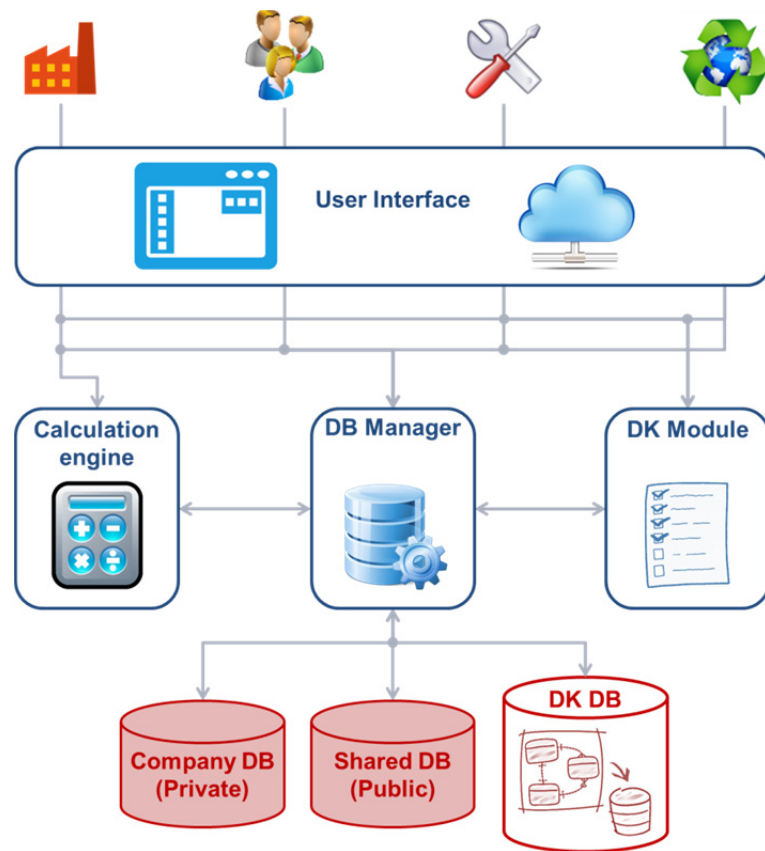 User Interface
Calculation
engine
DB Manager
DK Module
Company DB
(Private)
Shared DB
(Public)
DK DB